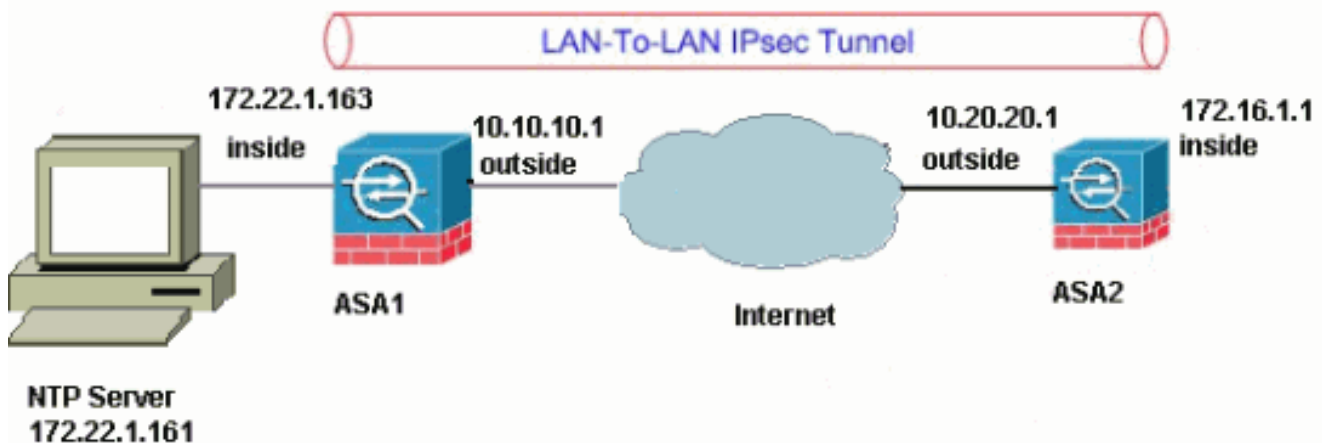 LAN-To-LAN IPsec Tunnel
172.22.1.163
inside
10.10.10.1
outside
10.20.20.1
outside
172.16.1.1
inside
ASA1
Internet
ASA2
NTP Server
172.22.1.161